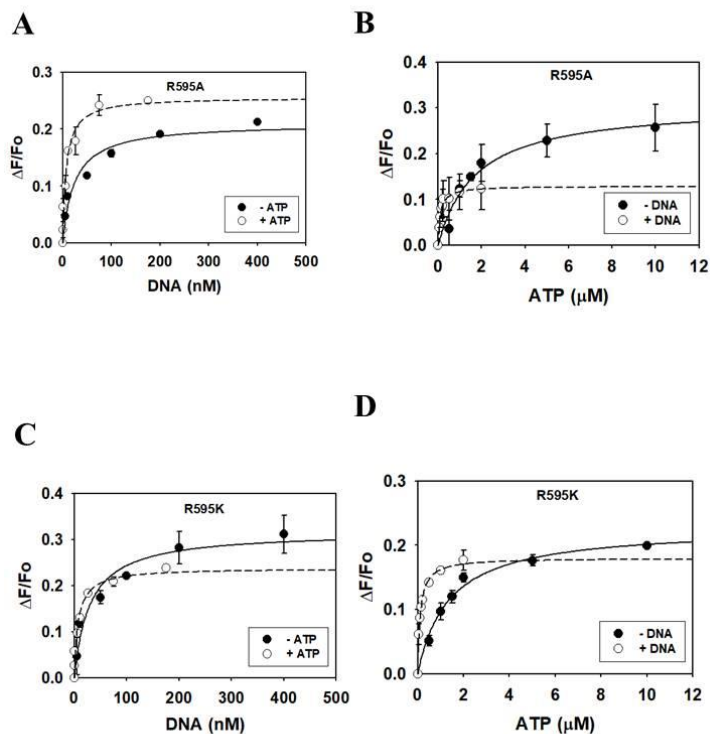 A
B
R595A
0.3
0.2
0.1
0.0
ΔF/Fo
- ATP
+ ATP
0 100 200 300 400 500
DNA (nM)
R595A
0.4
0.3
0.2
0.1
0.0
ΔF/Fo
- DNA
+ DNA
0 2 4 6 8 10 12
ATP (μM)
C
D
R595K
0.4
0.3
0.2
0.1
0.0
ΔF/Fo
- ATP
+ ATP
0 100 200 300 400 500
DNA (nM)
R595K
0.3
0.2
0.1
0.0
ΔF/Fo
- DNA
+ DNA
0 2 4 6 8 10 12
ATP (μM)